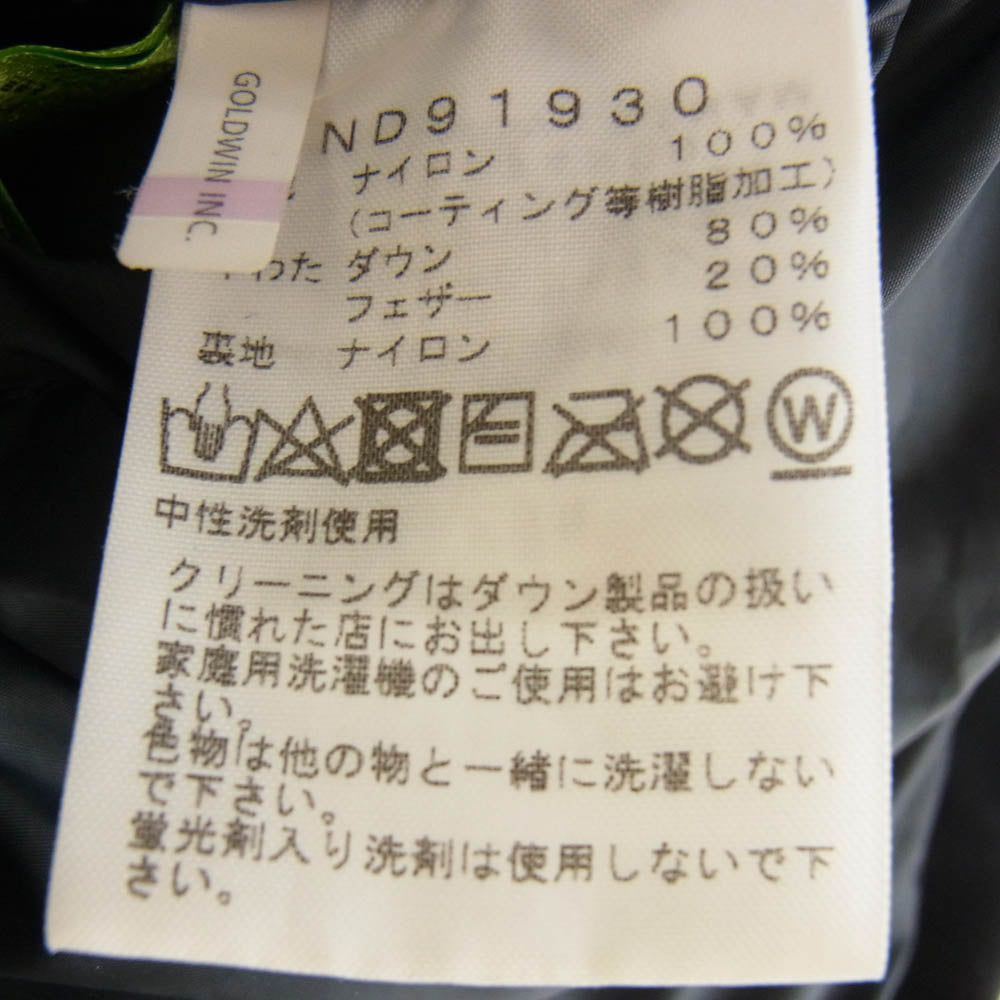 GOLDWIN INC.
ND91930
ナイロン 100%
(コーティング等樹脂加工)
わた ダウン 80%
フェザー 20%
裏地 ナイロン 100%
W
中性洗剤使用
クリーニングはダウン製品の扱い
に慣れた店にお出し下さい。
家庭用洗濯機のご使用はお避け下
さい。
色物は他の物と一緒に洗濯しない
で下さい。
蛍光剤入り洗剤は使用しないで下
さい。